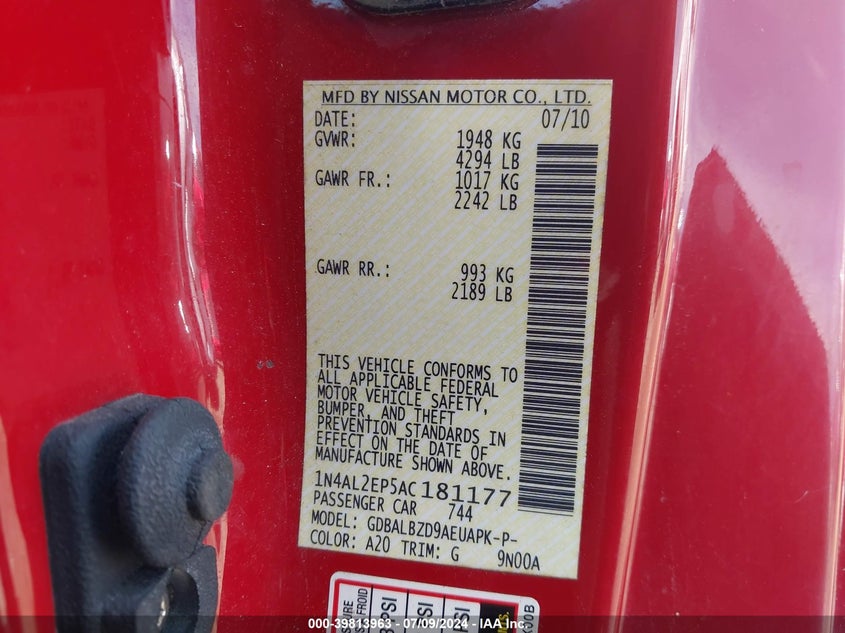 MFD BY NISSAN MOTOR CO., LTD.
DATE: 07/10
GVWR: 1948 KG
4294 LB
GAWR FR.: 1017 KG
2242 LB
GAWR RR.: 993 KG
2189 LB
THIS VEHICLE CONFORMS TO
ALL APPLICABLE FEDERAL
MOTOR VEHICLE SAFETY,
BUMPER, AND THEFT
PREVENTION STANDARDS IN
EFFECT ON THE DATE OF
MANUFACTURE SHOWN ABOVE.
1N4AL2EP5AC181177
PASSENGER CAR 744
MODEL: GDBALBZD9AEUAPK-P-
COLOR: A20 TRIM: G 9N00A
PSI
PSI
PSI
000-39813963 - 07/09/2024 - IAA Inc.